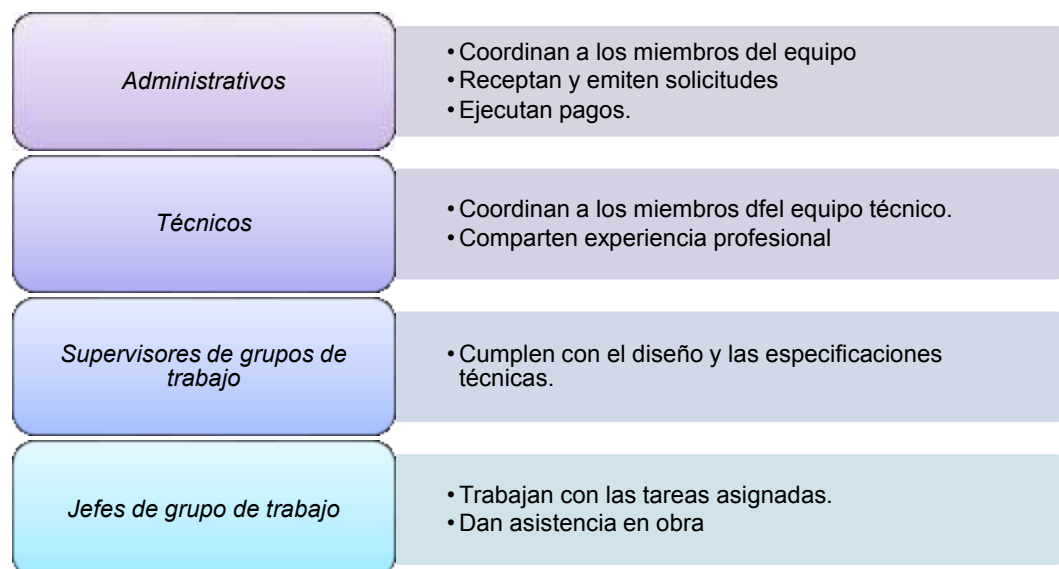 Administrativos
• Coordinan a los miembros del equipo
• Receptan y emiten solicitudes
• Ejecutan pagos.
Técnicos
• Coordinan a los miembros dfel equipo técnico.
• Comparten experiencia profesional
Supervisores de grupos de
trabajo
• Cumplen con el diseño y las especificaciones
técnicas.
Jefes de grupo de trabajo
• Trabajan con las tareas asignadas.
• Dan asistencia en obra